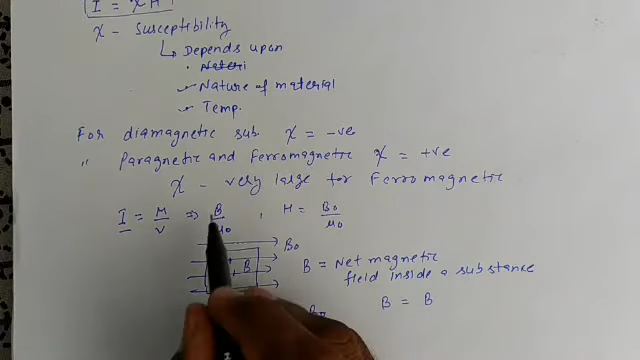 I = χ H
χ - Susceptibility
↳ Depends upon
· Nateri
✓ Nature of material
✓ Temp.
For diamagnetic sub. χ = -ve
" Paragnetic and Ferromagnetic χ = +ve
χ - very large for Ferromagnetic
I = M/V ⇒ B/μ₀ , H = B₀/μ₀
B₀
B
B = Net magnetic
field inside a substance
B = B